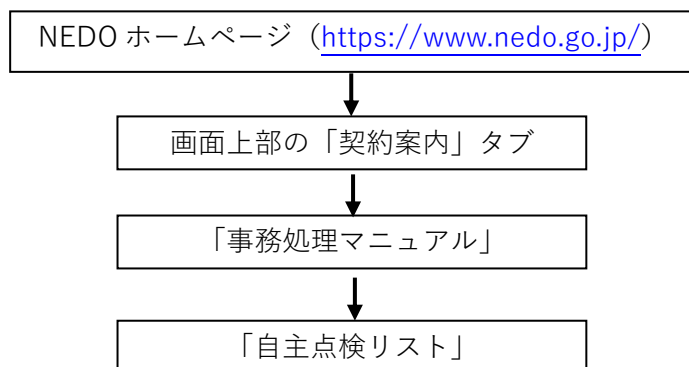 NEDO ホームページ（https://www.nedo.go.jp/）
画面上部の「契約案内」タブ
「事務処理マニュアル」
「自主点検リスト」